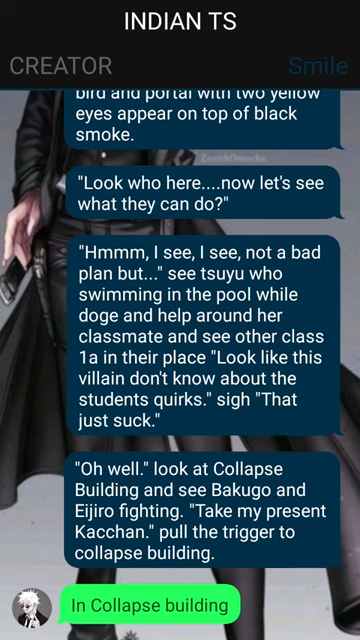 INDIAN TS
CREATOR
Smile
bird and portal with two yellow
eyes appear on top of black
smoke.
ZenithOmocha
"Look who here....now let's see
what they can do?"
"Hmmm, I see, I see, not a bad
plan but..." see tsuyu who
swimming in the pool while
doge and help around her
classmate and see other class
1a in their place "Look like this
villain don't know about the
students quirks." sigh "That
just suck."
"Oh well." look at Collapse
Building and see Bakugo and
Eijiro fighting. "Take my present
Kacchan." pull the trigger to
collapse building.
In Collapse building